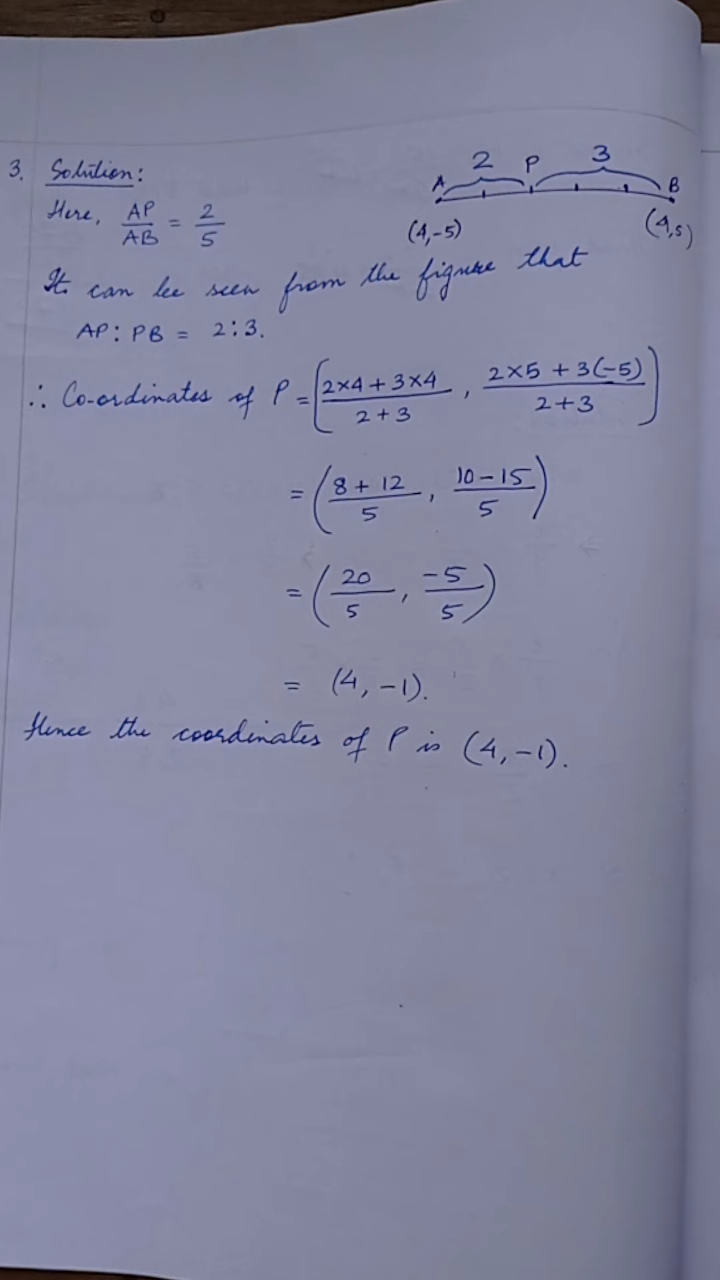 3. Solution:
2 P 3
A B
(4,-5) (4,5)
Here, AP/AB = 2/5
It can be seen from the figure that
AP : PB = 2 : 3.
∴ Co-ordinates of P = ( (2×4 + 3×4)/(2+3) , (2×5 + 3(-5))/(2+3) )
= ( (8 + 12)/5 , (10 - 15)/5 )
= ( 20/5 , -5/5 )
= (4, -1).
Hence the coordinates of P is (4, -1).